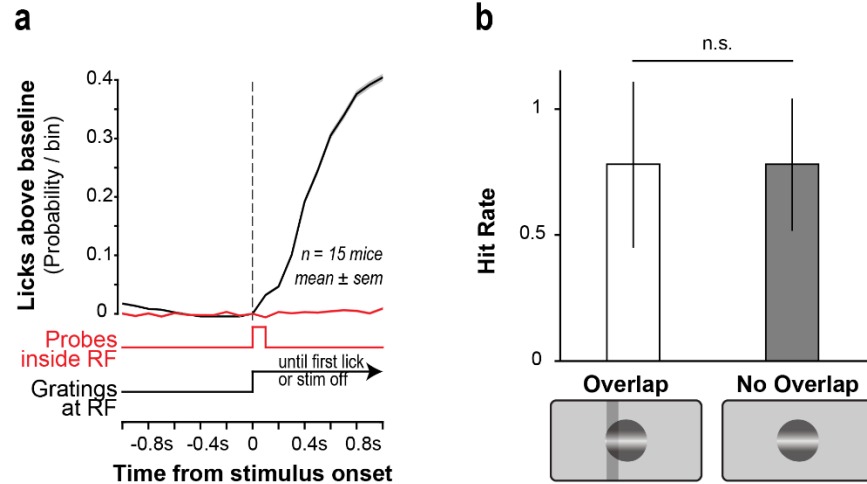 a
Licks above baseline
(Probability / bin)
0.4
0.3
0.2
0.1
0
n = 15 mice
mean ± sem
Probes
inside RF
until first lick
or stim off
Gratings
at RF
-0.8s
-0.4s
0
0.4s
0.8s
Time from stimulus onset
b
n.s.
Hit Rate
1
0.5
0
Overlap
No Overlap